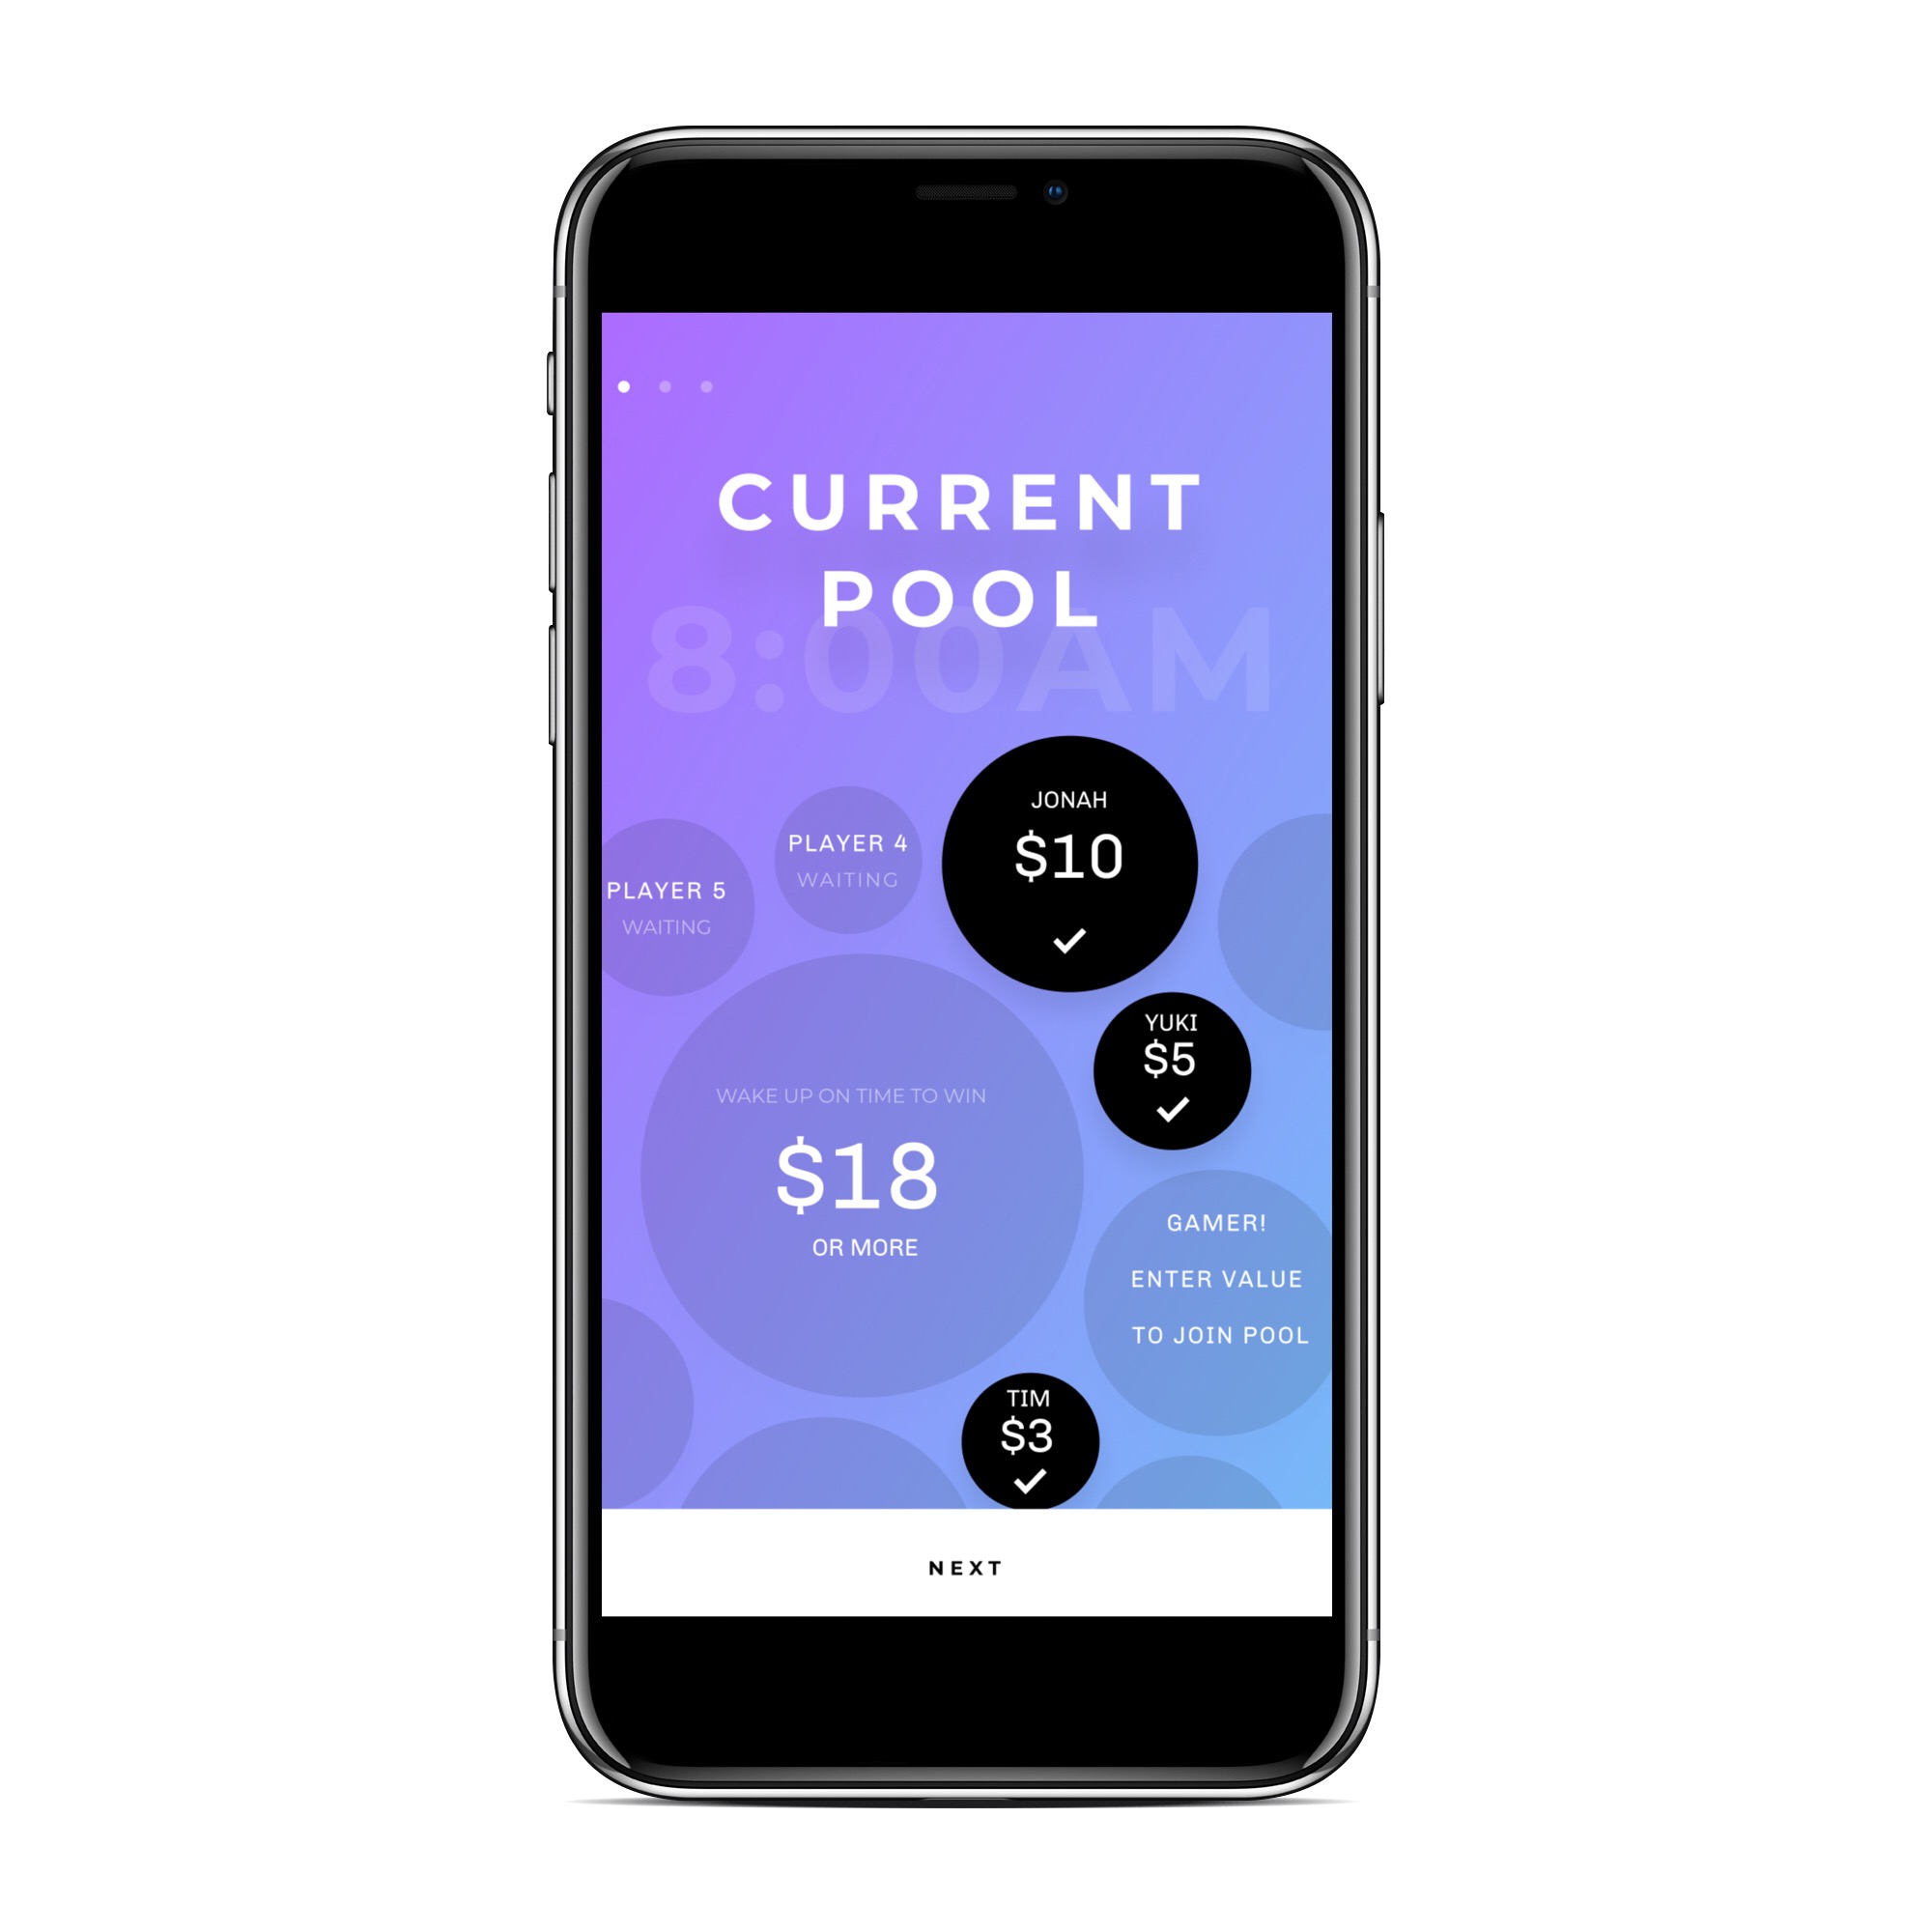 CURRENT
POOL
8:00AM
JONAH
$10
PLAYER 4
WAITING
PLAYER 5
WAITING
YUKI
$5
WAKE UP ON TIME TO WIN
$18
OR MORE
GAMER!
ENTER VALUE
TO JOIN POOL
TIM
$3
NEXT